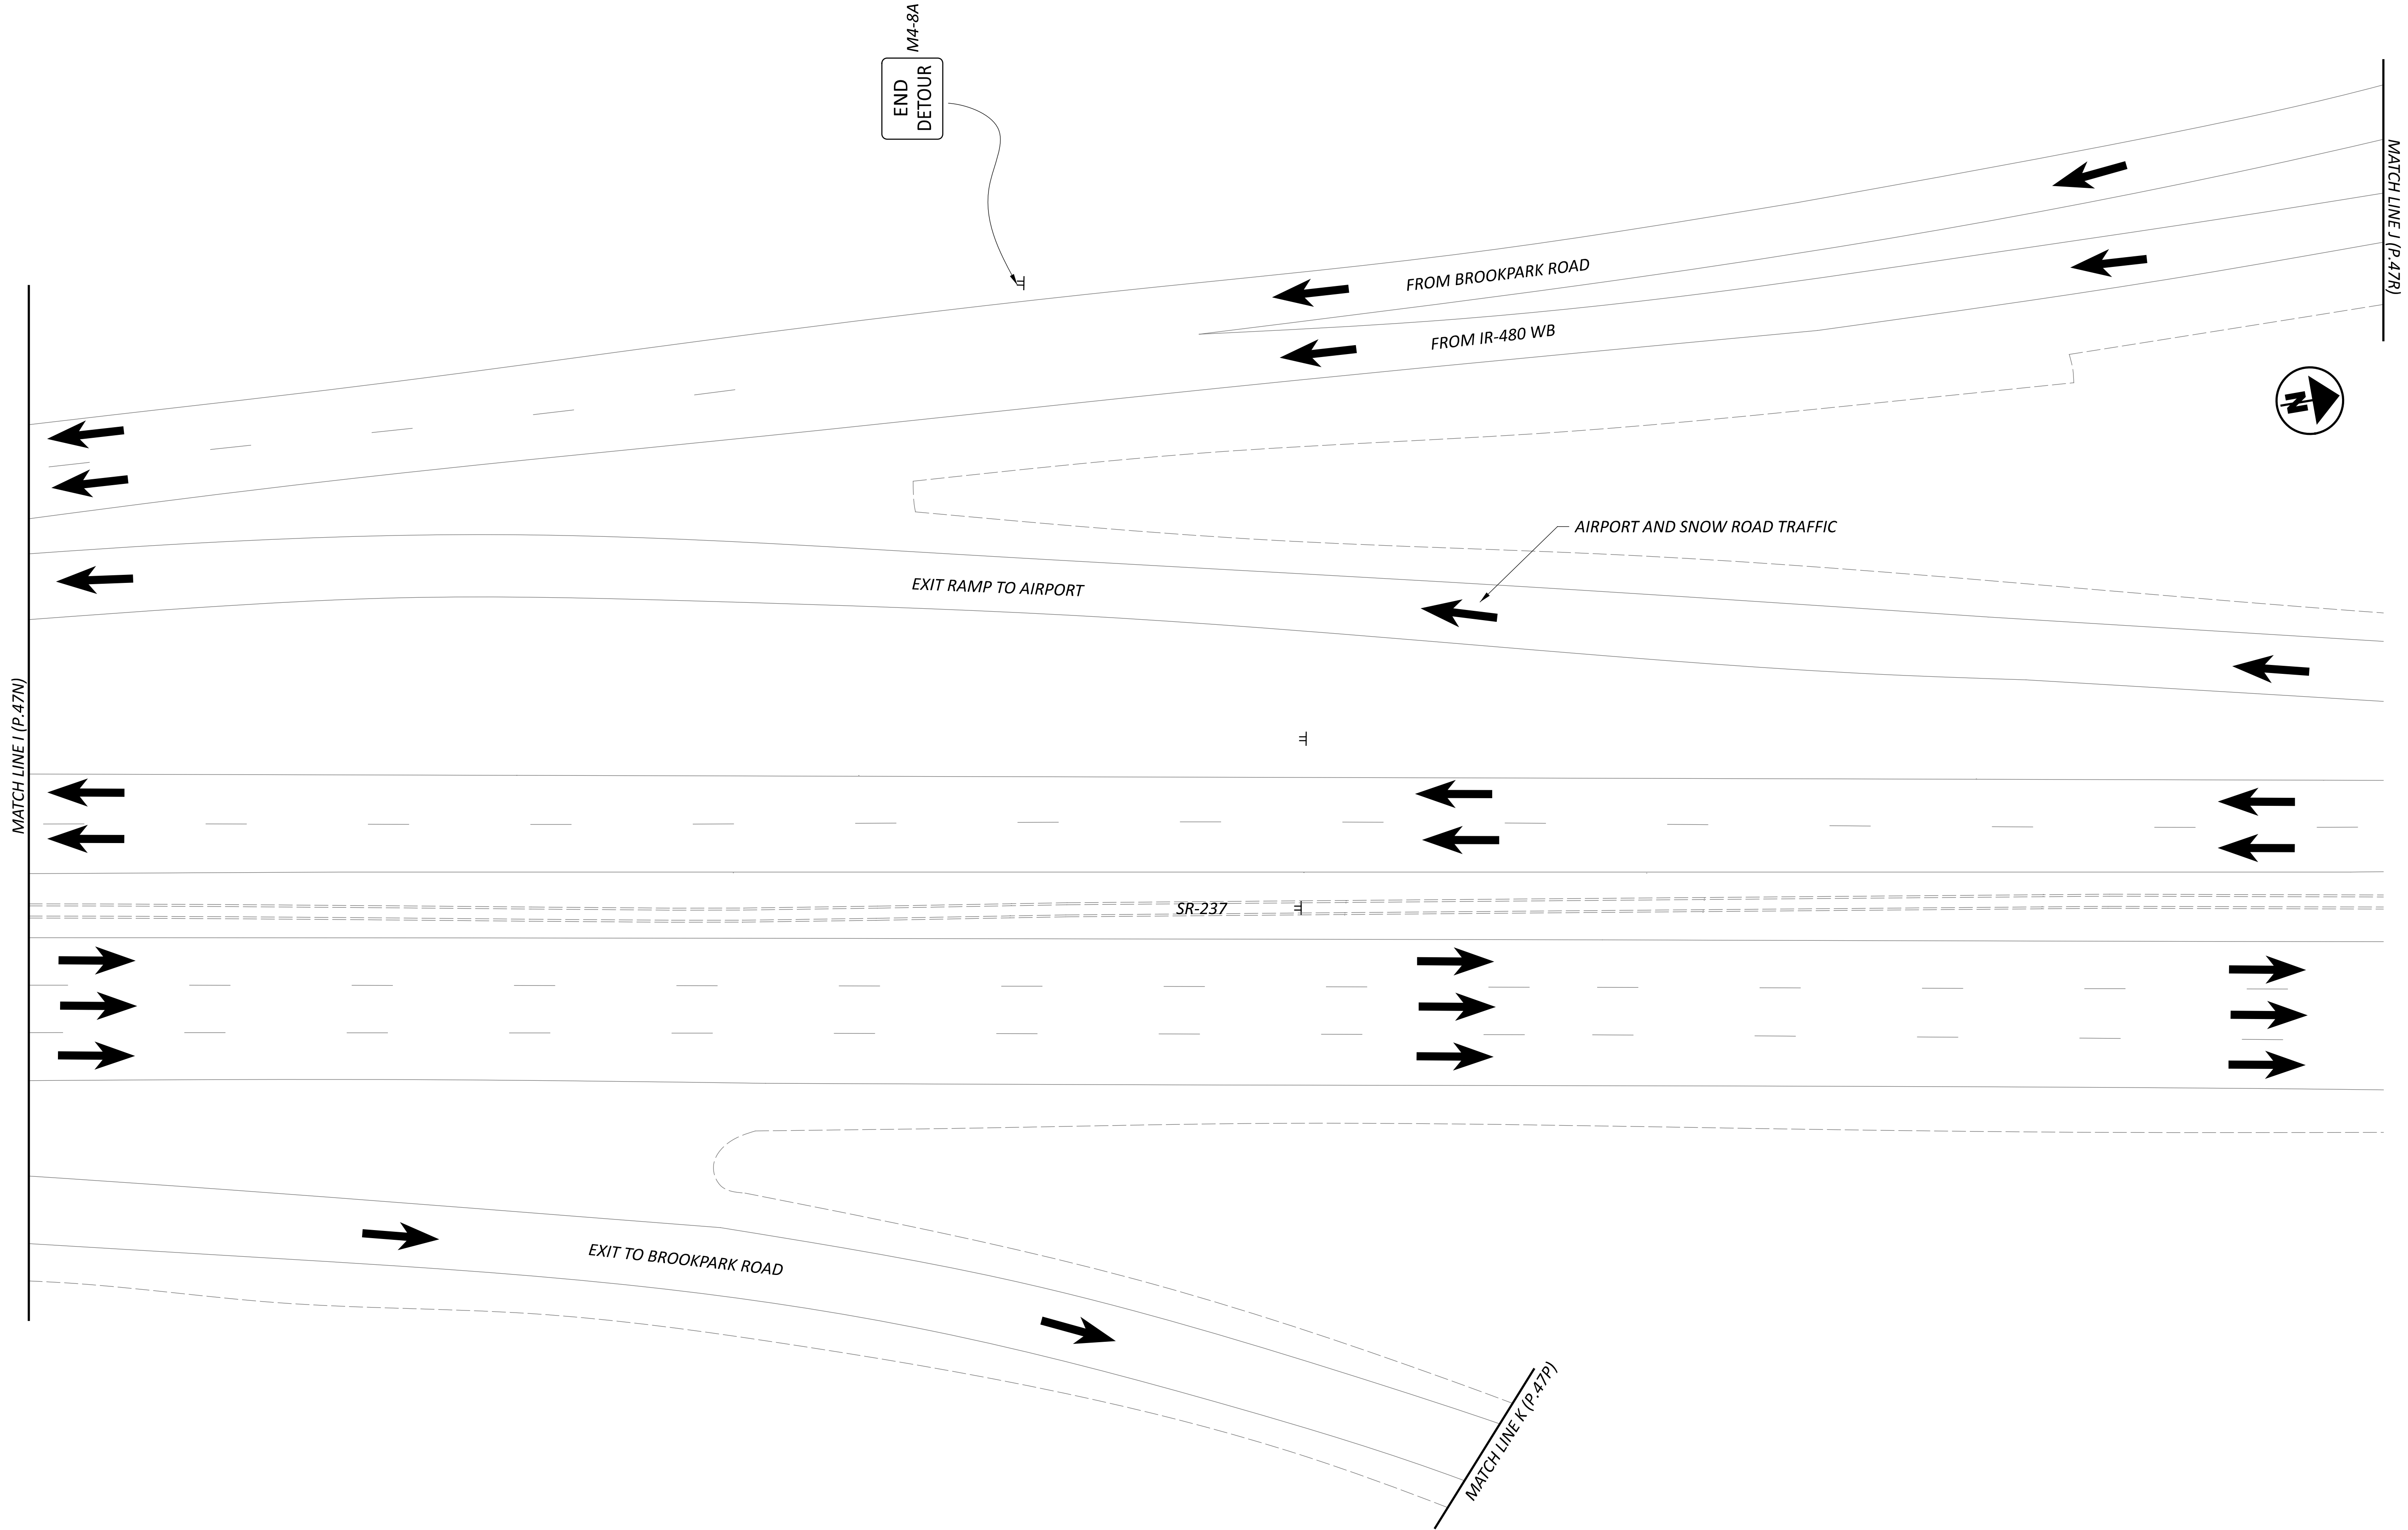 M4-8A
END
DETOUR
MATCH LINE J (P.47R)
FROM BROOKPARK ROAD
FROM IR-480 WB
N
AIRPORT AND SNOW ROAD TRAFFIC
EXIT RAMP TO AIRPORT
MATCH LINE I (P.47N)
SR-237
EXIT TO BROOKPARK ROAD
MATCH LINE K (P.47P)